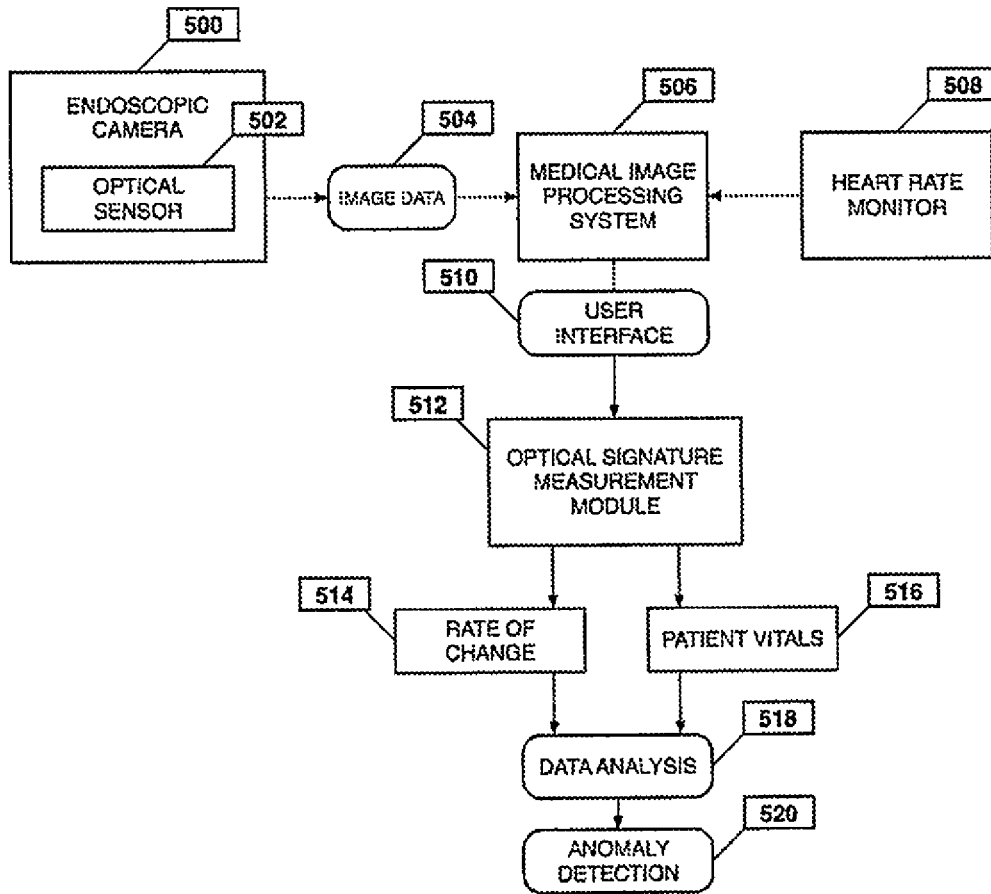 500
ENDOSCOPIC
CAMERA
502
OPTICAL
SENSOR
504
IMAGE DATA
506
MEDICAL IMAGE
PROCESSING
SYSTEM
508
HEART RATE
MONITOR
510
USER
INTERFACE
512
OPTICAL SIGNATURE
MEASUREMENT
MODULE
514
RATE OF
CHANGE
516
PATIENT VITALS
518
DATA ANALYSIS
520
ANOMALY
DETECTION